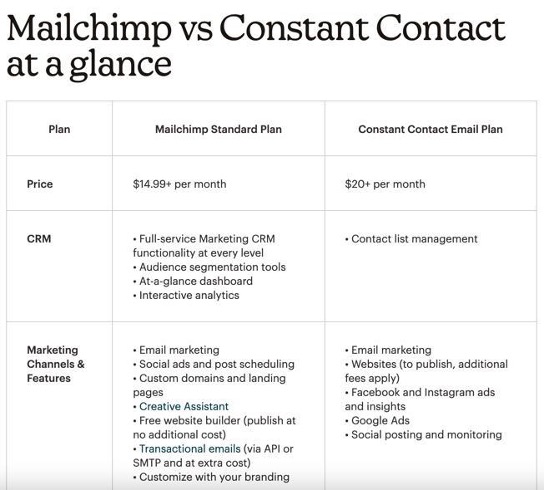 Mailchimp vs Constant Contact
at a glance
Plan
Mailchimp Standard Plan
Constant Contact Email Plan
Price
$14.99+ per month
$20+ per month
CRM
• Full-service Marketing CRM
functionality at every level
• Audience segmentation tools
• At-a-glance dashboard
• Interactive analytics
• Contact list management
Marketing
Channels &
Features
• Email marketing
• Social ads and post scheduling
• Custom domains and landing
pages
• Creative Assistant
• Free website builder (publish at
no additional cost)
• Transactional emails (via API or
SMTP and at extra cost)
• Customize with your branding
• Email marketing
• Websites (to publish, additional
fees apply)
• Facebook and Instagram ads
and insights
• Google Ads
• Social posting and monitoring